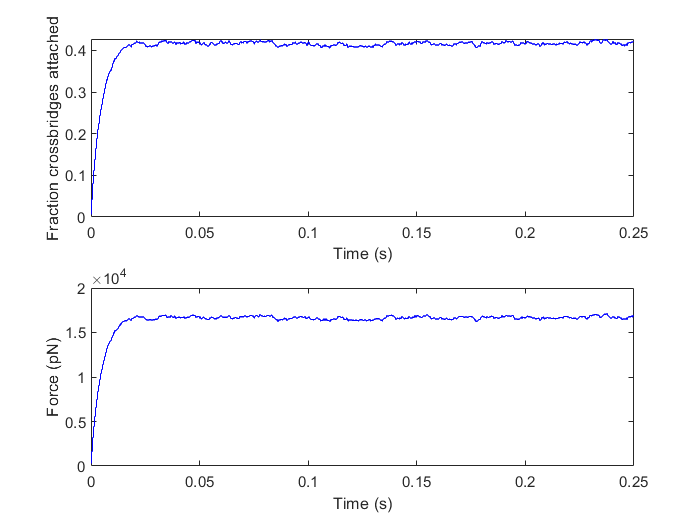 Fraction crossbridges attached
0.4
0.3
0.2
0.1
0
0 0.05 0.1 0.15 0.2 0.25
Time (s)
×10⁴
Force (pN)
2
1.5
1
0.5
0
0 0.05 0.1 0.15 0.2 0.25
Time (s)